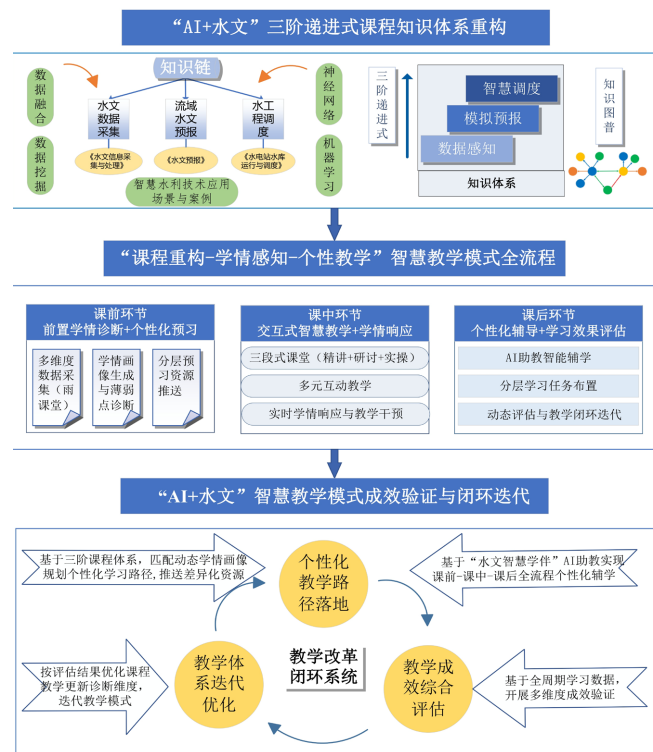 “AI+水文”三阶递进式课程知识体系重构
知识链
数据融合
数据挖掘
水文
数据
采集
流域
水文
预报
水工
程调
度
《水文信息采
集与处理》
《水文预报》
《水电站水库
运行与调度》
智慧水利技术应用
场景与案例
神经网络
机器学习
三阶递进式
智慧调度
模拟预报
数据感知
知识体系
知识图普
“课程重构-学情感知-个性教学”智慧教学模式全流程
课前环节
前置学情诊断+个性化预习
多维度
数据采
集（雨
课堂）
学情画
像生成
与薄弱
点诊断
分层预
习资源
推送
课中环节
交互式智慧教学+学情响应
三段式课堂（精讲+研讨+实操）
多元互动教学
实时学情响应与教学干预
课后环节
个性化辅导+学习效果评估
AI助教智能辅学
分层学习任务布置
动态评估与教学闭环迭代
“AI+水文”智慧教学模式成效验证与闭环迭代
基于三阶课程体系，匹配动态学情画像
规划个性化学习路径,推送差异化资源
个性化
教学路
径落地
基于“水文智慧学伴”AI助教实现
课前-课中-课后全流程个性化辅学
按评估结果优化课程
教学更新诊断维度，
迭代教学模式
教学体
系迭代
优化
教学改革
闭环系统
教学成
效综合
评估
基于全周期学习数据，
开展多维度成效验证